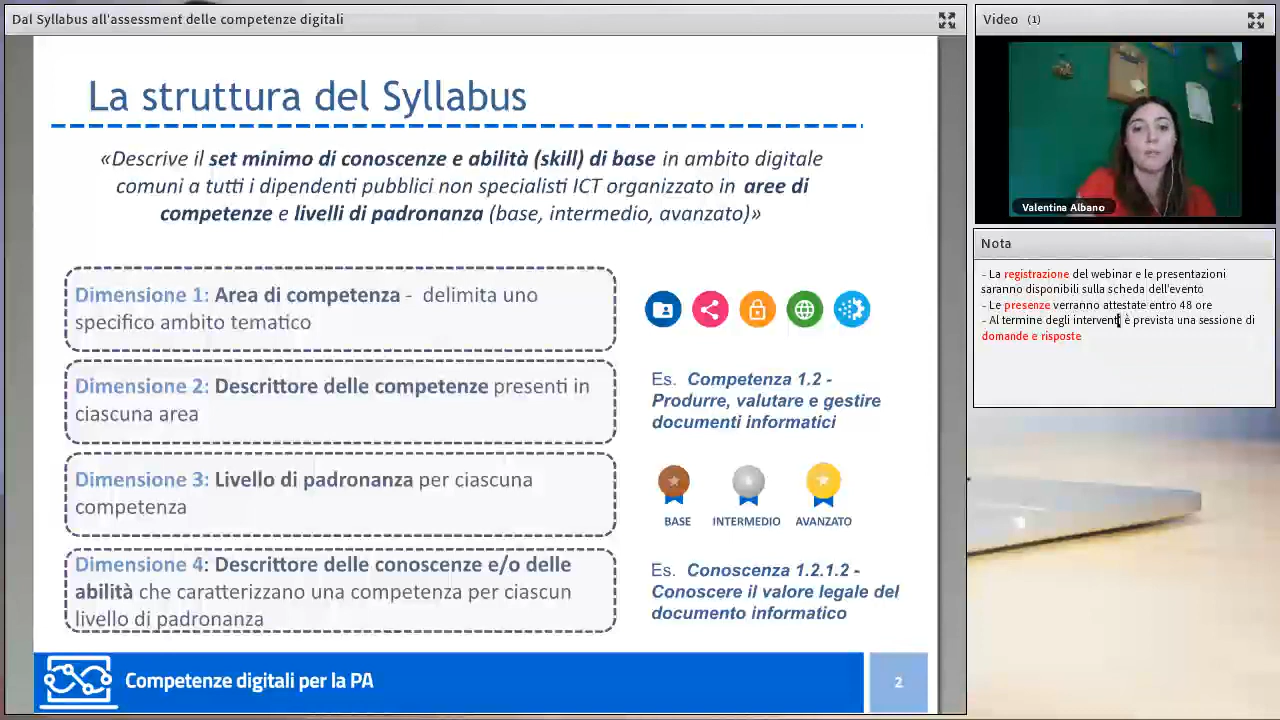 Dal Syllabus all'assessment delle competenze digitali
La struttura del Syllabus
«Descrive il set minimo di conoscenze e abilità (skill) di base in ambito digitale
comuni a tutti i dipendenti pubblici non specialisti ICT organizzato in aree di
competenze e livelli di padronanza (base, intermedio, avanzato)»
Dimensione 1: Area di competenza - delimita uno
specifico ambito tematico
Dimensione 2: Descrittore delle competenze presenti in
ciascuna area
Es. Competenza 1.2 -
Produrre, valutare e gestire
documenti informatici
Dimensione 3: Livello di padronanza per ciascuna
competenza
BASE INTERMEDIO AVANZATO
Dimensione 4: Descrittore delle conoscenze e/o delle
abilità che caratterizzano una competenza per ciascun
livello di padronanza
Es. Conoscenza 1.2.1.2 -
Conoscere il valore legale del
documento informatico
Competenze digitali per la PA
2
Video (1)
Valentina Albano
Nota
- La registrazione del webinar e le presentazioni
saranno disponibili sulla scheda dell'evento
- Le presenze verranno attestate entro 48 ore
- Al termine degli interventi è prevista una sessione di
domande e risposte